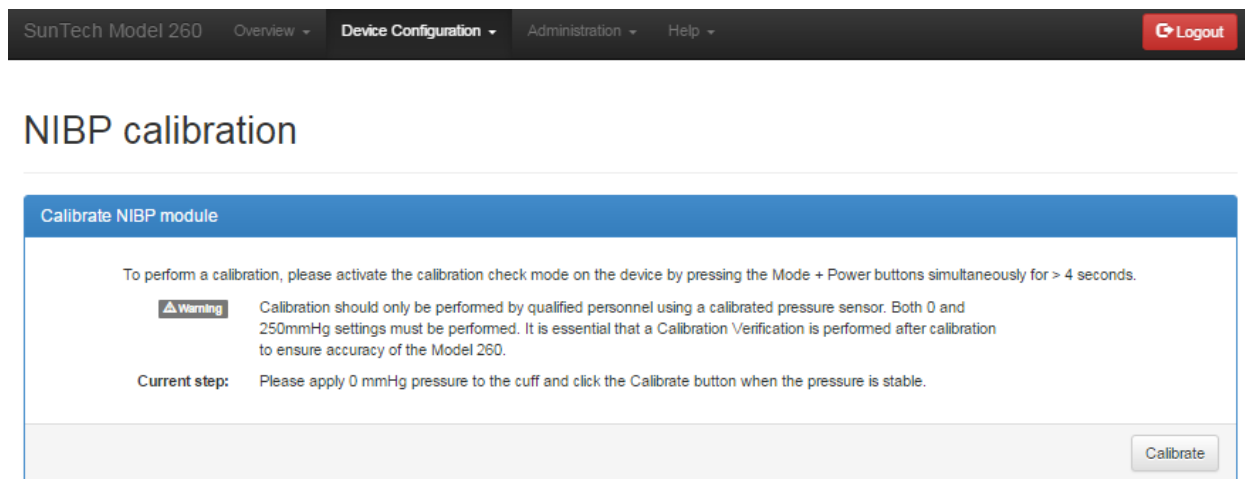 SunTech Model 260 Overview Device Configuration Administration Help Logout
NIBP calibration
Calibrate NIBP module
To perform a calibration, please activate the calibration check mode on the device by pressing the Mode + Power buttons simultaneously for > 4 seconds.
Warning Calibration should only be performed by qualified personnel using a calibrated pressure sensor. Both 0 and
250mmHg settings must be performed. It is essential that a Calibration Verification is performed after calibration
to ensure accuracy of the Model 260.
Current step: Please apply 0 mmHg pressure to the cuff and click the Calibrate button when the pressure is stable.
Calibrate